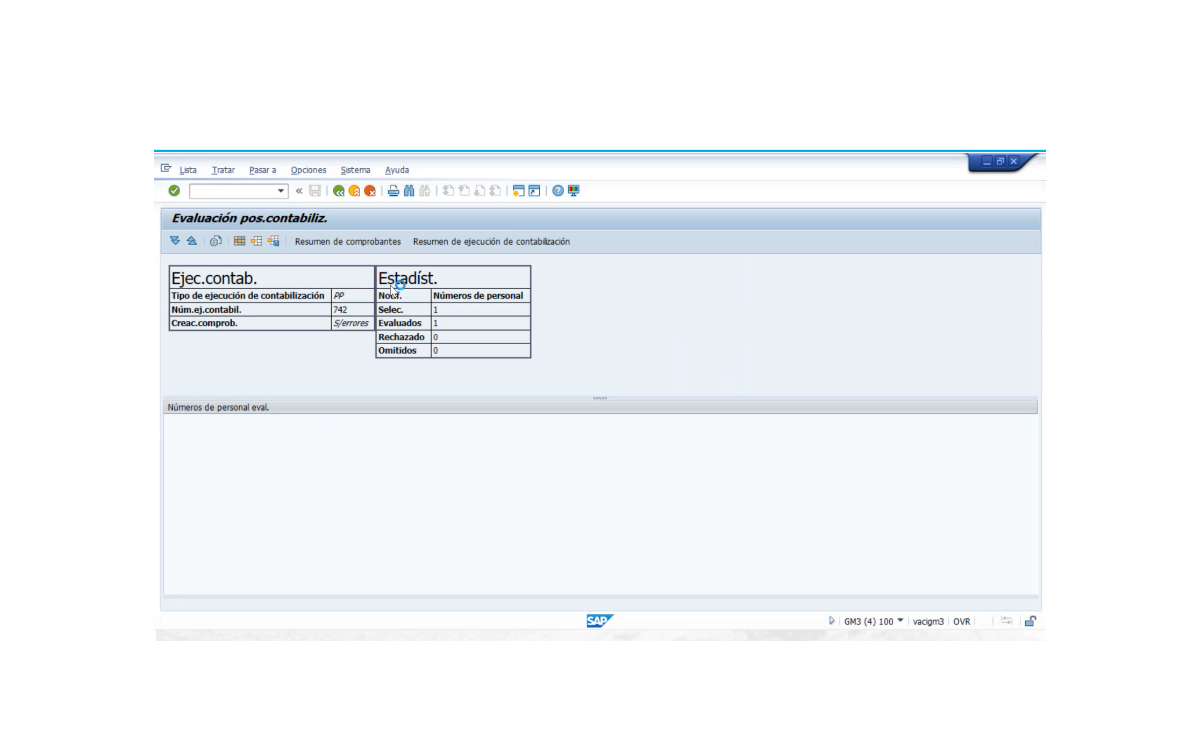 Lista Tratar Pasar a Opciones Sistema Ayuda
Evaluación pos.contabiliz.
Resumen de comprobantes Resumen de ejecución de contabilización
Ejec.contab.
Tipo de ejecución de contabilización PP
Núm.ej.contabil. 742
Creac.comprob. S/errores
Estadíst.
Números de personal
Selec. 1
Evaluados 1
Rechazado 0
Omitidos 0
Números de personal eval.
SAP
GM3 (4) 100 vacigm3 OVR